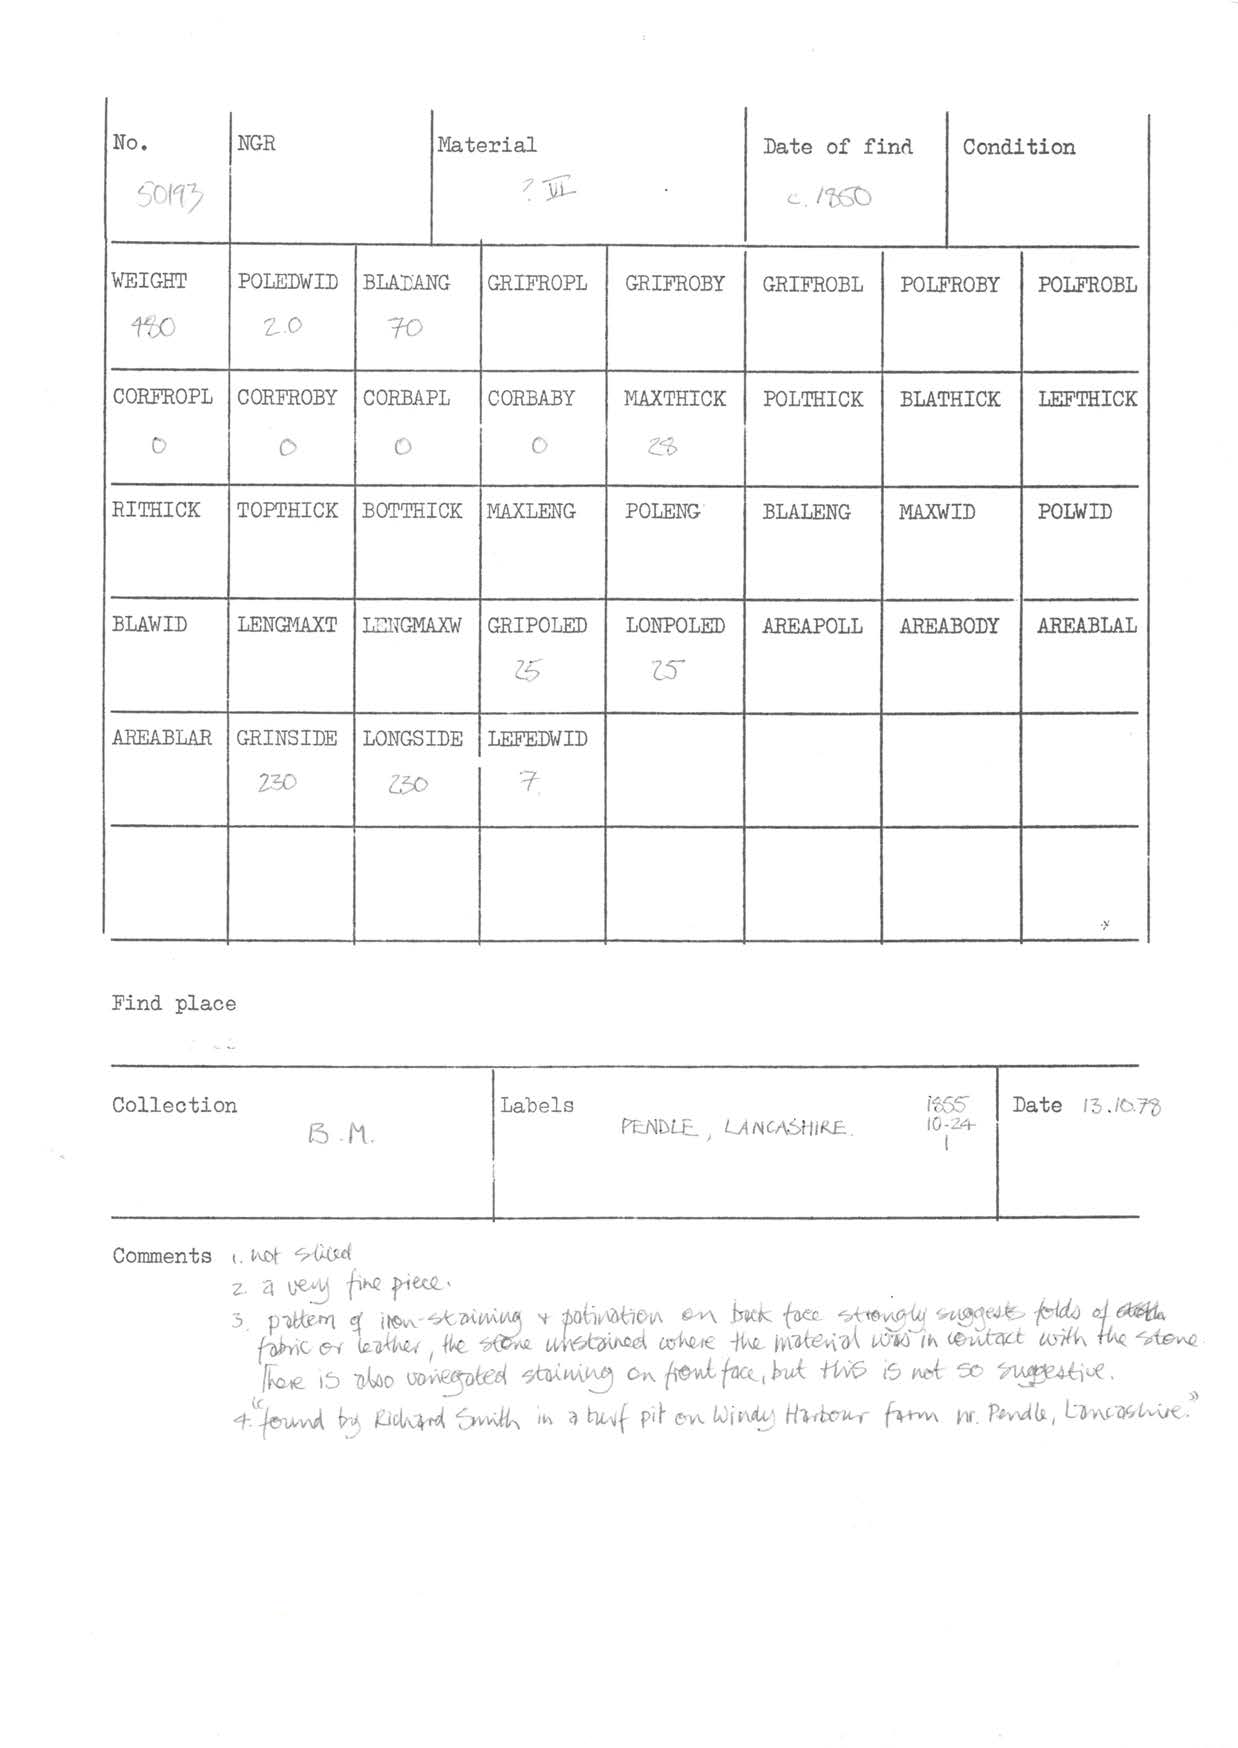 No. NGR Material Date of find Condition
50193 ? VI c. 1850
WEIGHT POLEDWID BLADANG GRIFROPL GRIFROBY GRIFROBL POLFROBY POLFROBL
480 2.0 70
CORFROPL CORFROBY CORBAPL CORBABY MAXTHICK POLTHICK BLATHICK LEFTHICK
0 0 0 0 28
RITHICK TOPTHICK BOTTHICK MAXLENG POLENG BLALENG MAXWID POLWID
BLAWID LENGMAXT LENGMAXW GRIPOLED LONPOLED AREAPOLL AREABODY AREABLAL
25 25
AREABLAR GRINSIDE LONGSIDE LEFEDWID
230 230 7
Find place
Collection Labels 1855 Date 13.10.78
B.M. PENDLE, LANCASHIRE. 10-24
1
Comments 1. not sliced
2. a very fine piece.
3. pattern of iron-staining + patination on back face strongly suggests folds of
fabric or leather, the stone unstained where the material was in contact with the stone.
There is also variegated staining on front face, but this is not so suggestive.
4. "found by Richard Smith in a turf pit on Windy Harbour farm nr. Pendle, Lancashire."